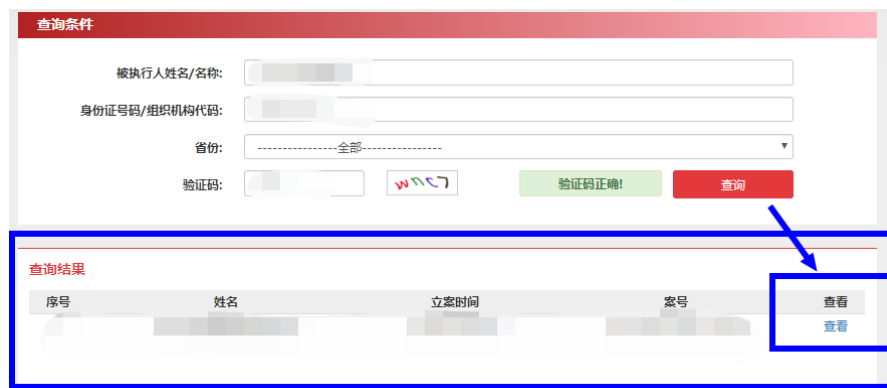 查询条件
被执行人姓名/名称:
身份证号码/组织机构代码:
省份: ----------------全部----------------
验证码: wnc7 验证码正确! 查询
查询结果
序号 姓名 立案时间 案号 查看
查看